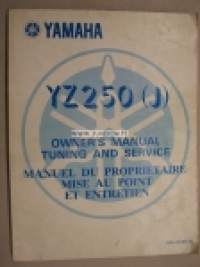 YAMAHA
YZ250(J)
OWNER'S MANUAL
TUNING AND SERVICE
MANUEL DU PROPRIETAIRE
MISE AU POINT
ET ENTRETIEN